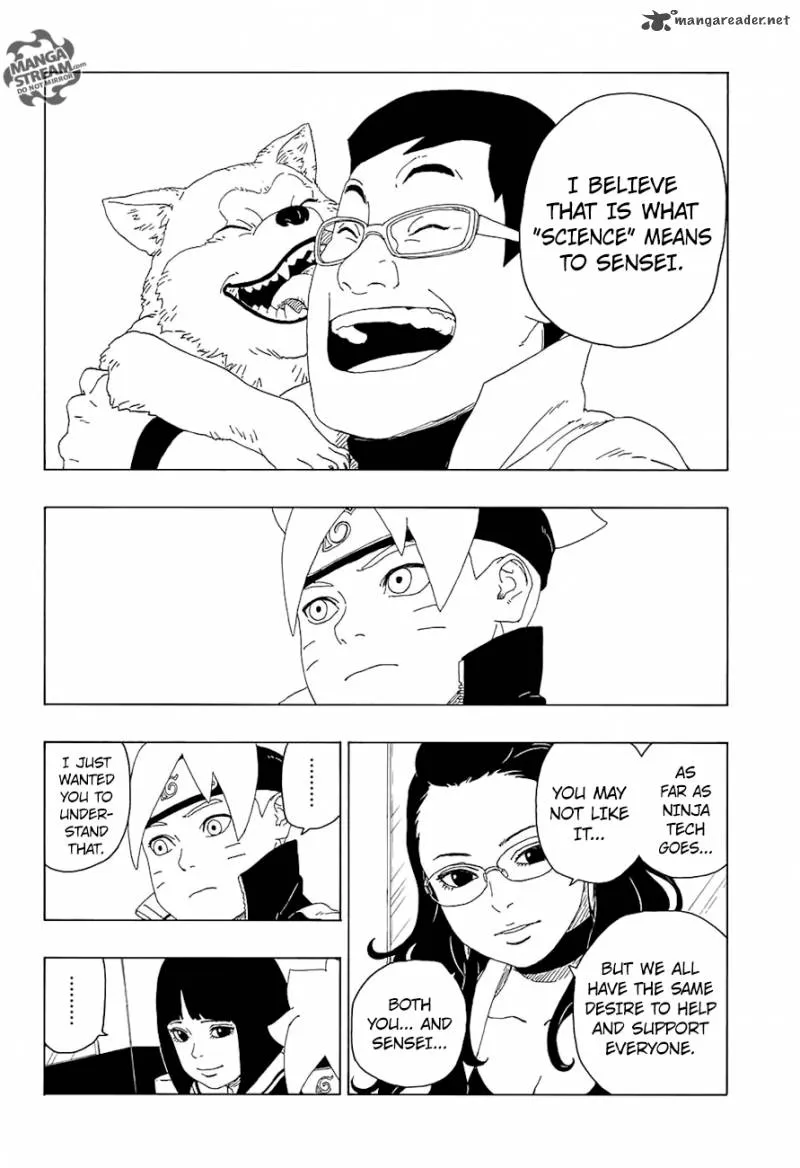 mangareader.net
MANGA
STREAM.com
DO NOT MIRROR
I BELIEVE
THAT IS WHAT
"SCIENCE" MEANS
TO SENSEI.
AS
FAR AS
NINJA
TECH
GOES...
YOU MAY
NOT LIKE
IT...
BUT WE ALL
HAVE THE SAME
DESIRE TO HELP
AND SUPPORT
EVERYONE.
BOTH
YOU... AND
SENSEI...
.........
I JUST
WANTED
YOU TO
UNDER-
STAND
THAT.
.........